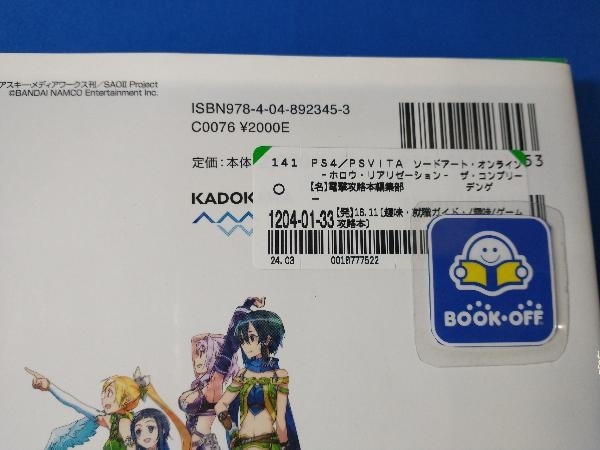 アスキー・メディアワークス刊/SAOII Project
©BANDAI NAMCO Entertainment Inc.
ISBN978-4-04-892345-3
C0076 ¥2000E
定価:本体
53
KADOK
141 PS4/PSVITA ソードアート・オンライン
-ホロウ・リアリゼーション- ザ・コンプリー
【名】電撃攻略本編集部 デンゲ
1204-01-33
【発】16.11【趣味・就職ガイド・/趣味/ゲーム
攻略本】
24.03 0018777522
BOOK・OFF